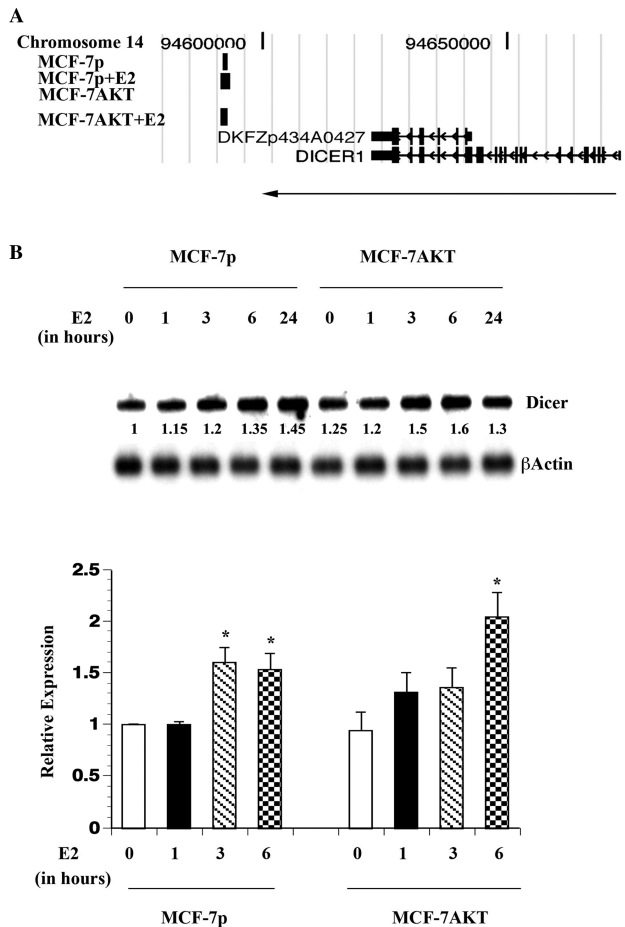 A
Chromosome 14 94600000 94650000
MCF-7p
MCF-7p+E2
MCF-7AKT
MCF-7AKT+E2
DKFZp434A0427
DICER1
B
MCF-7p MCF-7AKT
E2 0 1 3 6 24 0 1 3 6 24
(in hours)
Dicer
1 1.15 1.2 1.35 1.45 1.25 1.2 1.5 1.6 1.3
βActin
Relative Expression
2.5
2
1.5
1
0.5
0
* * *
E2 0 1 3 6 0 1 3 6
(in hours)
MCF-7p MCF-7AKT